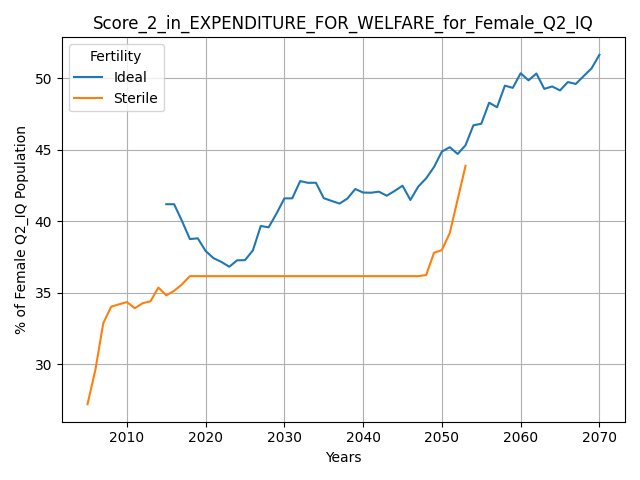 Score_2_in_EXPENDITURE_FOR_WELFARE_for_Female_Q2_IQ
Fertility
Ideal
Sterile
% of Female Q2_IQ Population
50
45
40
35
30
2010 2020 2030 2040 2050 2060 2070
Years